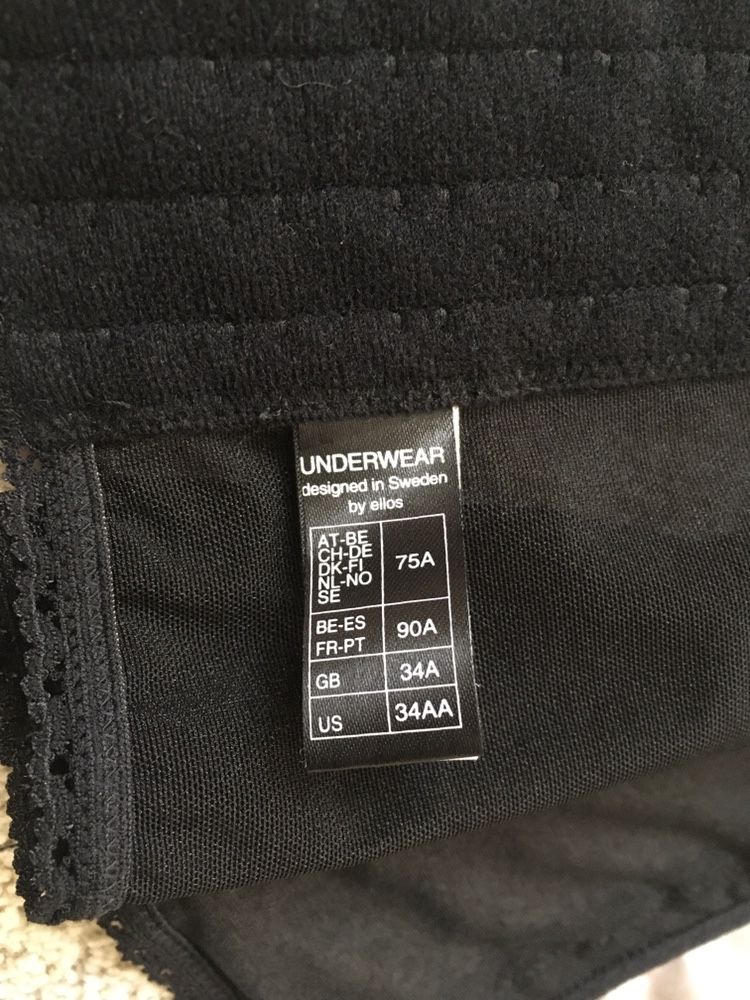 UNDERWEAR
designed in Sweden
by ellos
AT-BE
CH-DE
DK-FI
NL-NO
SE
75A
BE-ES
FR-PT
90A
GB
34A
US
34AA